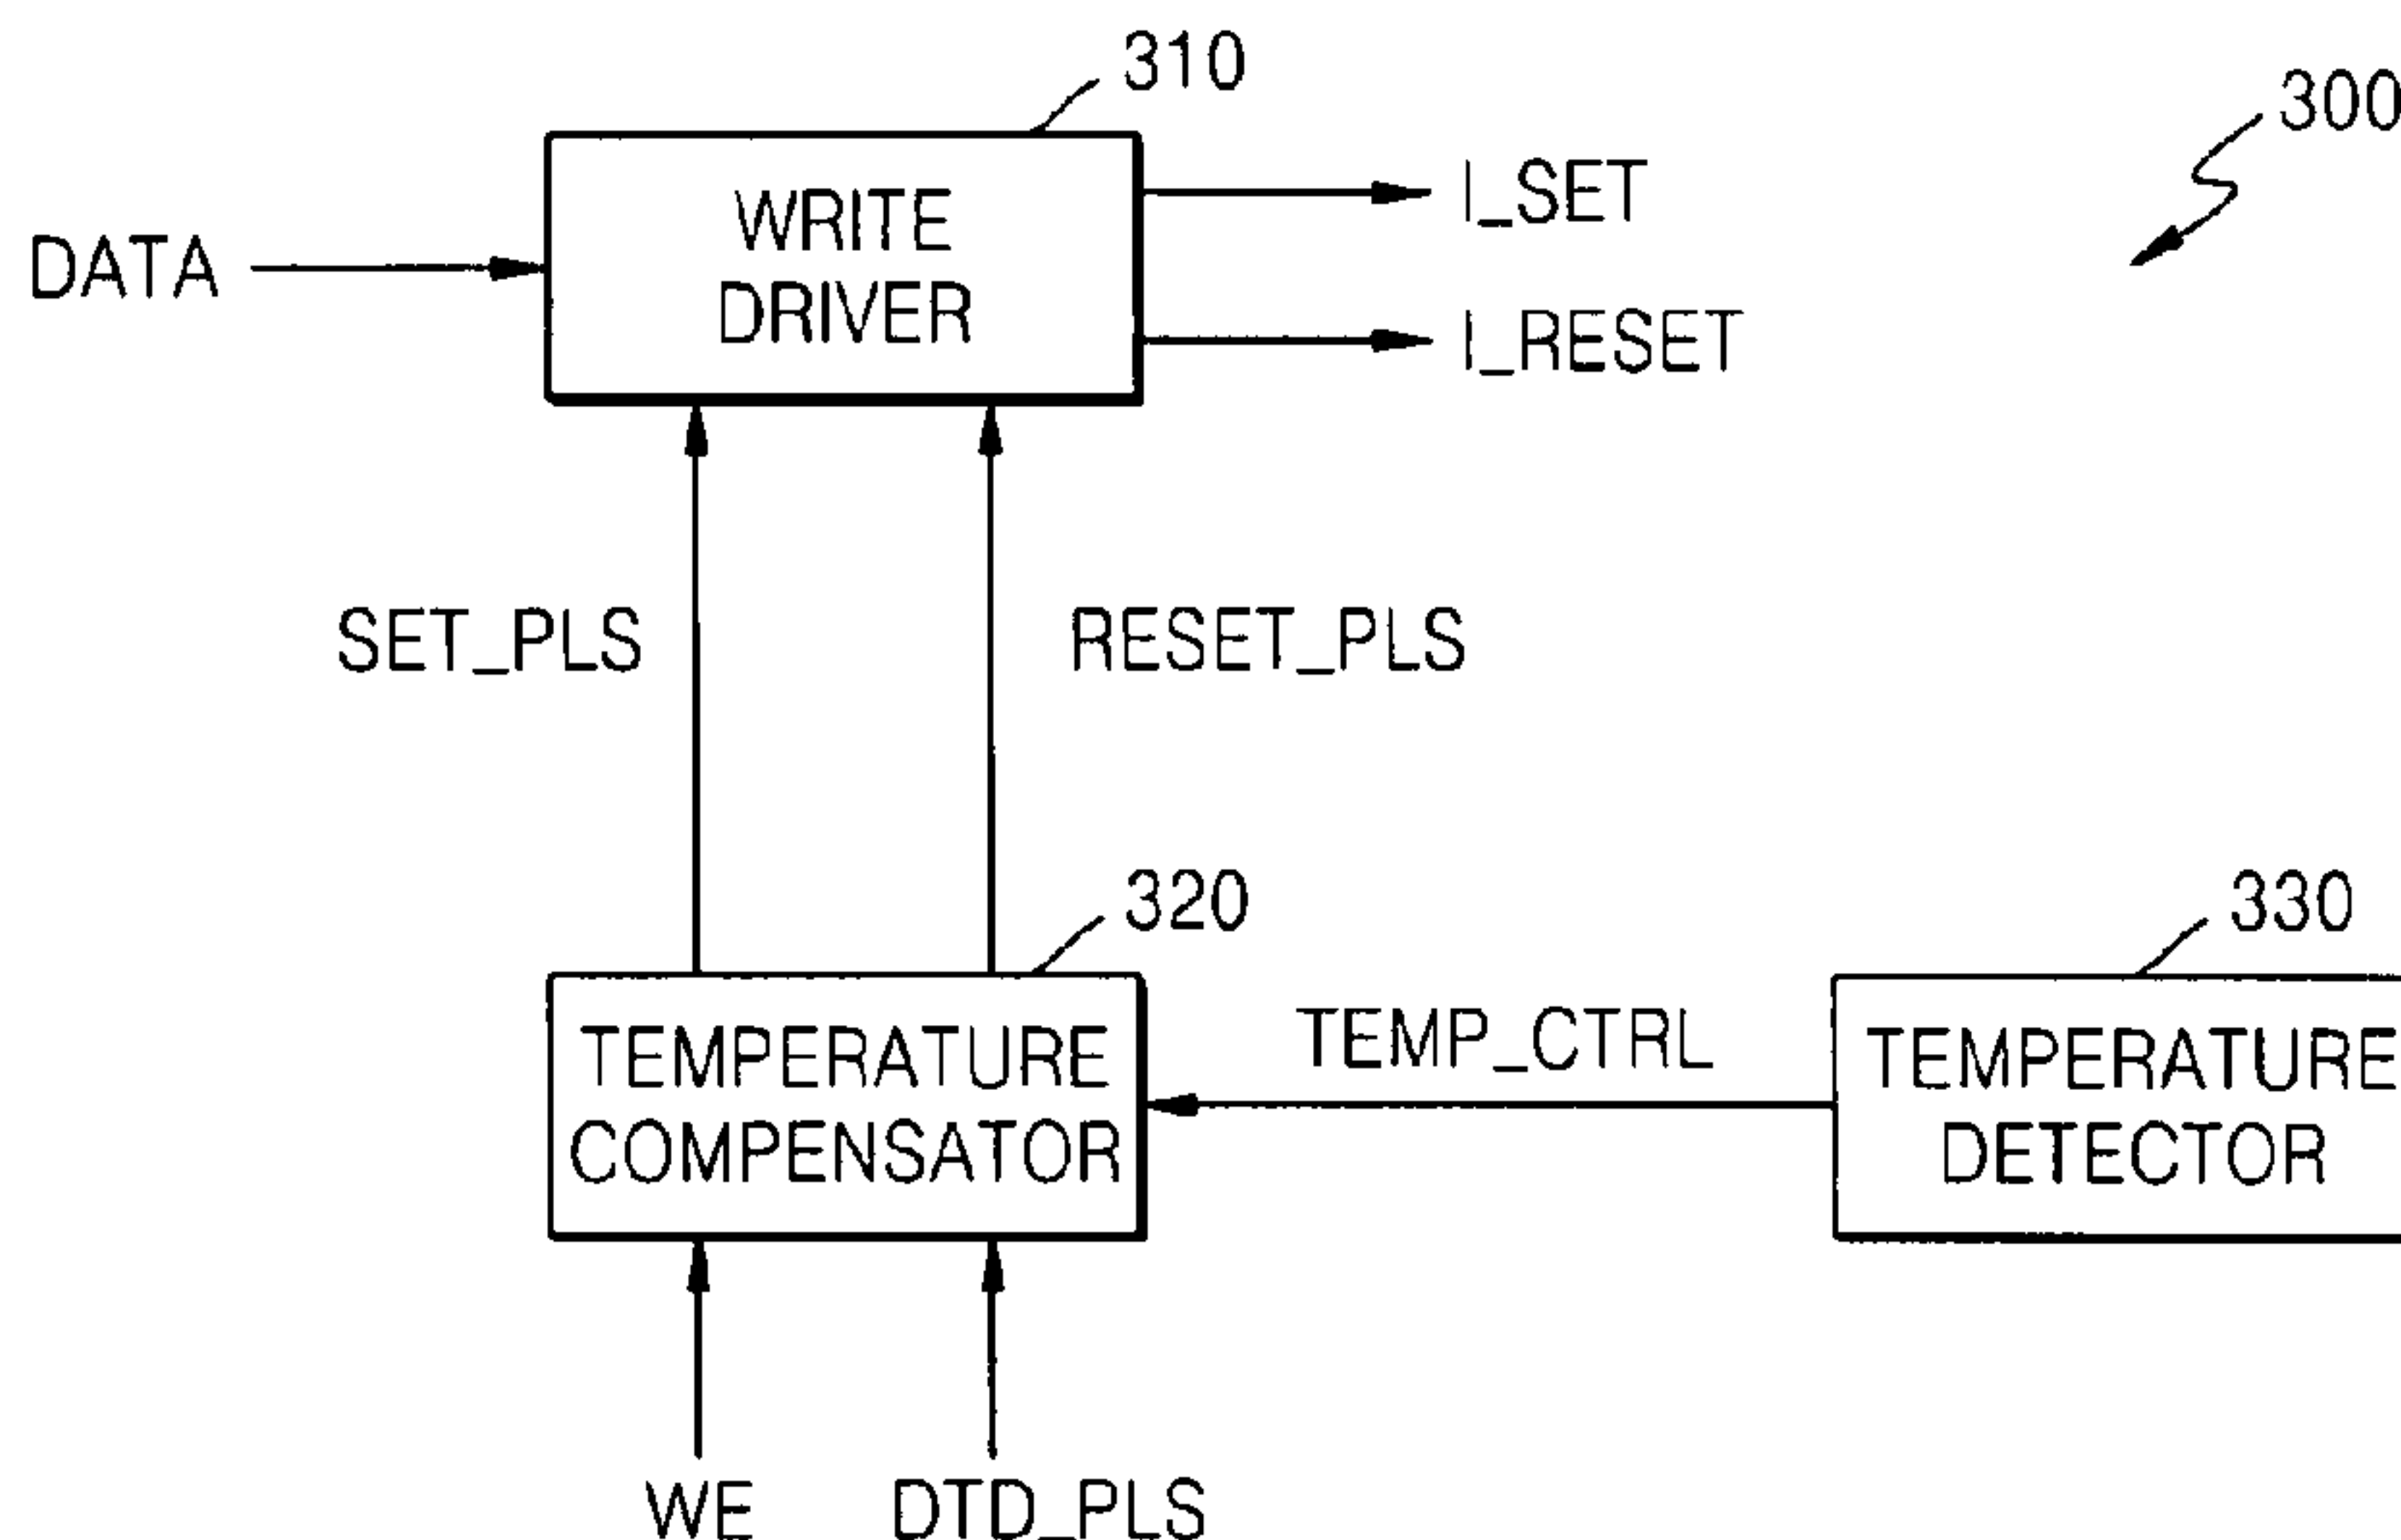 310
300
DATA
WRITE
DRIVER
I_SET
I_RESET
SET_PLS
RESET_PLS
320
330
TEMPERATURE
COMPENSATOR
TEMP_CTRL
TEMPERATURE
DETECTOR
WE
DTD_PLS